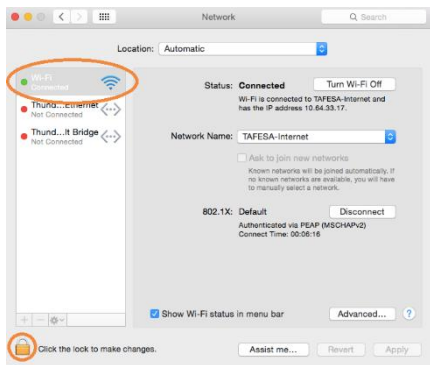 Network
Search
Location: Automatic
Wi-Fi
Connected
Thund...Ethernet
Not Connected
Thund...lt Bridge
Not Connected
Status: Connected
Turn Wi-Fi Off
Wi-Fi is connected to TAFESA-Internet and
has the IP address 10.64.33.17.
Network Name: TAFESA-Internet
Ask to join new networks
Known networks will be joined automatically. If
no known networks are available, you will have
to manually select a network.
802.1X: Default
Disconnect
Authenticated via PEAP (MSCHAPv2)
Connect Time: 00:06:16
Show Wi-Fi status in menu bar
Advanced...
?
Click the lock to make changes.
Assist me...
Revert
Apply